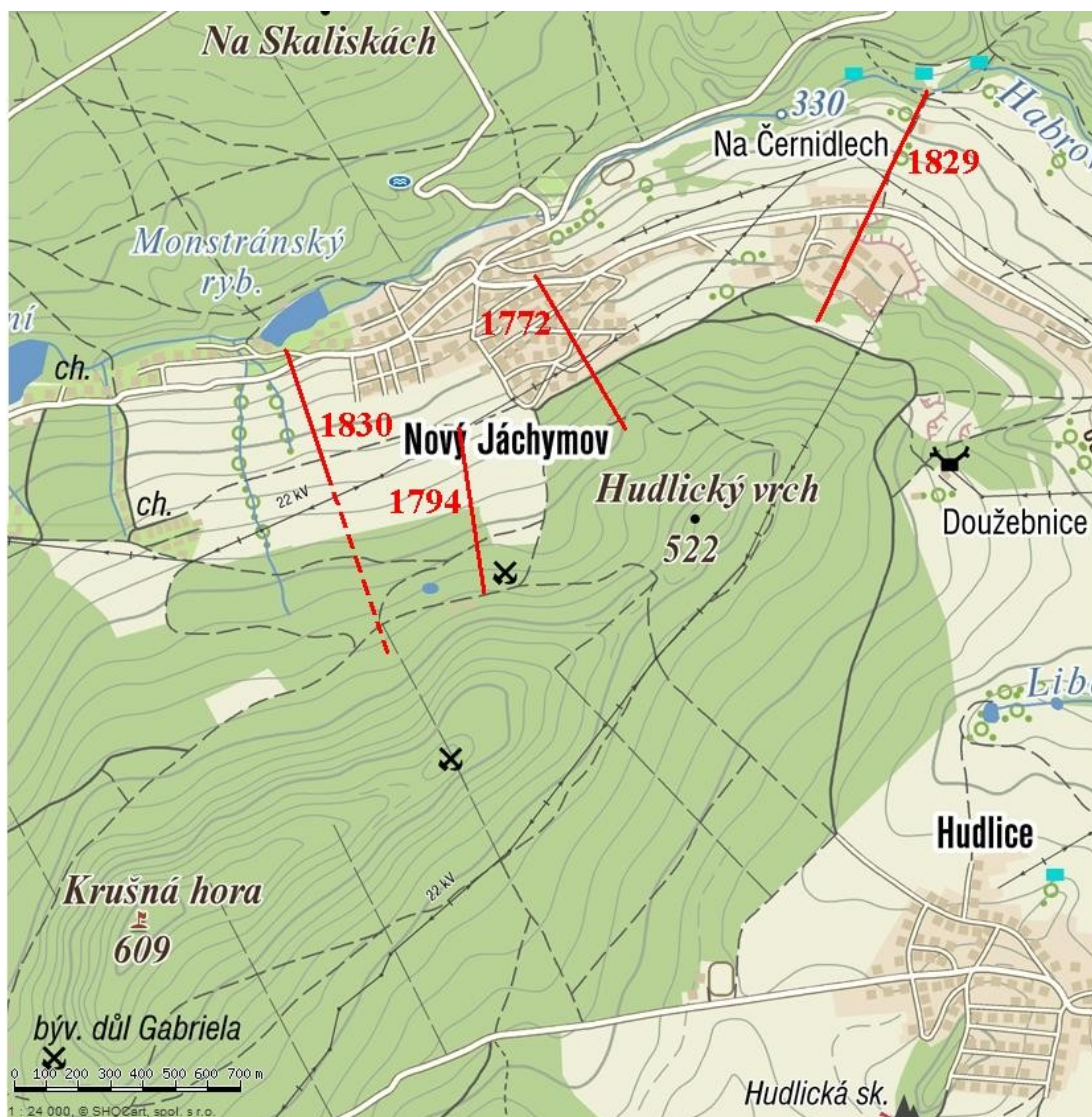 Na Skaliskách
330
Habro
Na Černidlech
1829
Monstránský
ryb.
ní
1772
ch.
1830
Nový Jáchymov
22 kV
1794
ch.
Hudlický vrch
522
Doužebnice
Lib
Hudlice
22 kV
Krušná hora
609
býv. důl Gabriela
0 100 200 300 400 500 600 700 m
1 : 24 000, © SHOCart, spol. s r.o.
Hudlická sk.